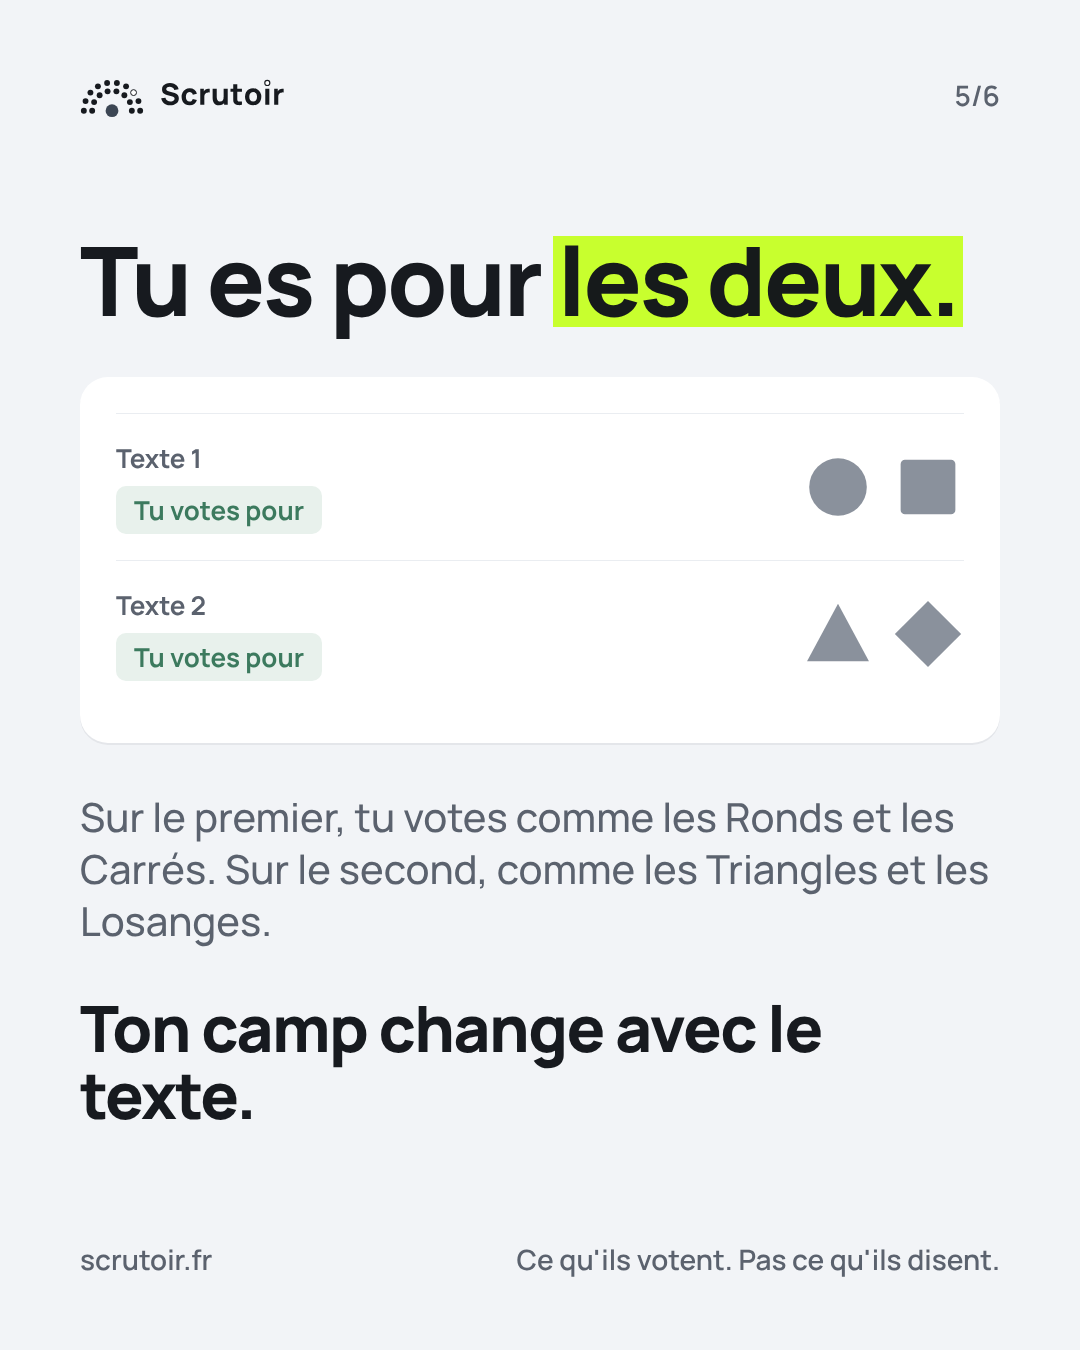 Scrutoir
5/6
Tu es pour les deux.
Texte 1
Tu votes pour
Texte 2
Tu votes pour
Sur le premier, tu votes comme les Ronds et les
Carrés. Sur le second, comme les Triangles et les
Losanges.
Ton camp change avec le
texte.
scrutoir.fr
Ce qu'ils votent. Pas ce qu'ils disent.